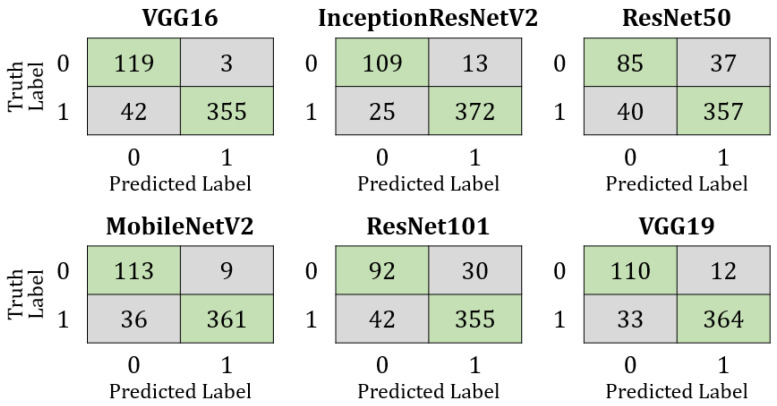 VGG16 InceptionResNetV2 ResNet50
Truth Label
0 119 3 0 109 13 0 85 37
1 42 355 1 25 372 1 40 357
0 1 0 1 0 1
Predicted Label Predicted Label Predicted Label
MobileNetV2 ResNet101 VGG19
Truth Label
0 113 9 0 92 30 0 110 12
1 36 361 1 42 355 1 33 364
0 1 0 1 0 1
Predicted Label Predicted Label Predicted Label